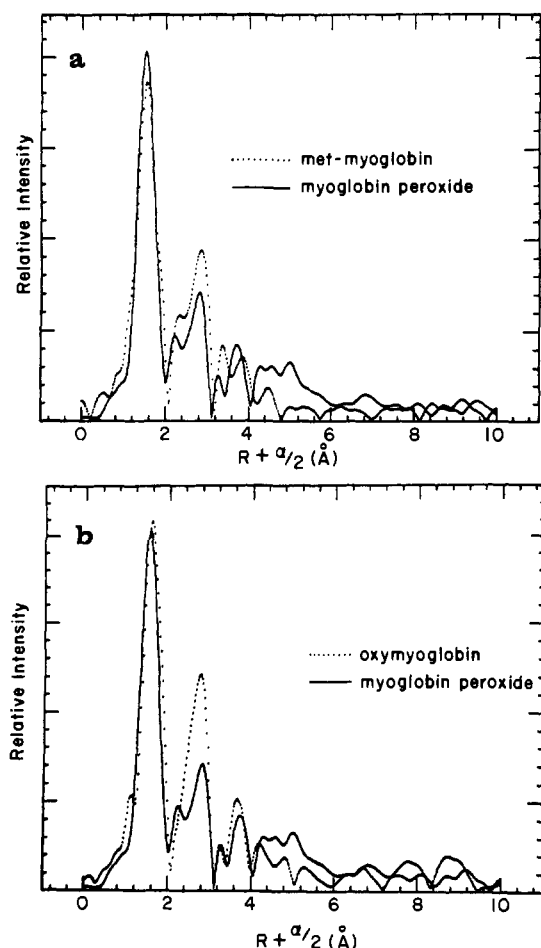 a
Relative Intensity
met-myoglobin
myoglobin peroxide
0 2 4 6 8 10
R + α/2 (Å)
b
Relative Intensity
oxymyoglobin
myoglobin peroxide
0 2 4 6 8 10
R + α/2 (Å)